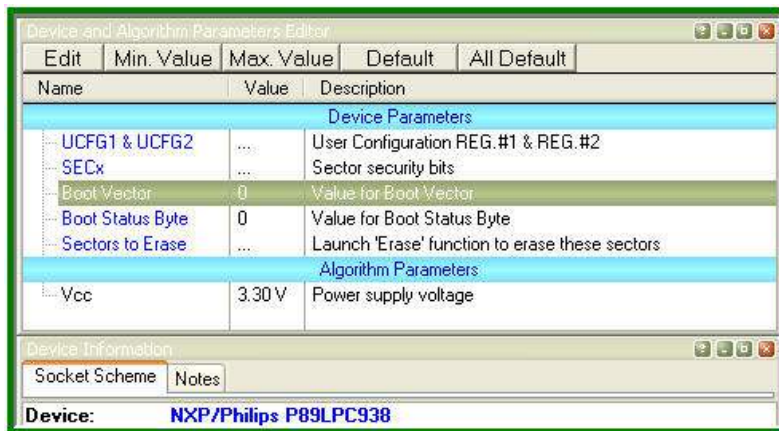 Device and Algorithm Parameters Editor
Edit Min. Value Max. Value Default All Default
Name Value Description
Device Parameters
UCFG1 & UCFG2 ... User Configuration REG.#1 & REG.#2
SECx ... Sector security bits
Boot Vector 0 Value for Boot Vector
Boot Status Byte 0 Value for Boot Status Byte
Sectors to Erase ... Launch 'Erase' function to erase these sectors
Algorithm Parameters
Vcc 3.30 V Power supply voltage
Device Information
Socket Scheme Notes
Device: NXP/Philips P89LPC938